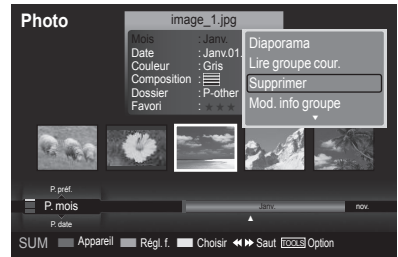 Photo
image_1.jpg
Mois : Janv.
Date : Janv.01.
Couleur : Gris
Composition :
Dossier : P-other
Favori : ★★★
Diaporama
Lire groupe cour.
Supprimer
Mod. info groupe
P. préf.
P. mois
P. date
Janv.
nov.
SUM Appareil Régl. f. Choisir Saut TOOLS Option